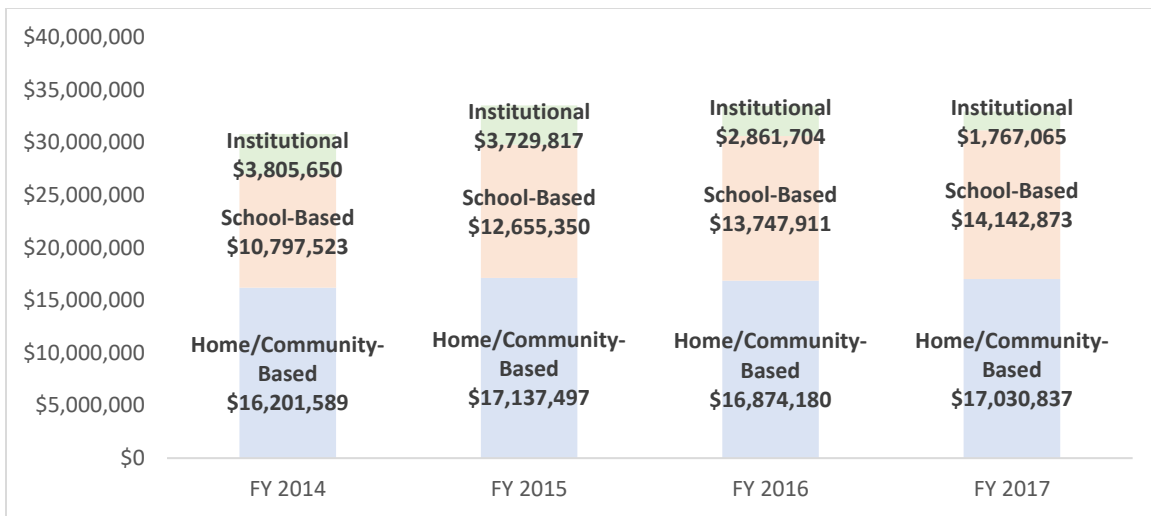 $40,000,000
$35,000,000
$30,000,000
$25,000,000
$20,000,000
$15,000,000
$10,000,000
$5,000,000
$0
Institutional
$3,805,650
School-Based
$10,797,523
Home/Community-
Based
$16,201,589
FY 2014
Institutional
$3,729,817
School-Based
$12,655,350
Home/Community-
Based
$17,137,497
FY 2015
Institutional
$2,861,704
School-Based
$13,747,911
Home/Community-
Based
$16,874,180
FY 2016
Institutional
$1,767,065
School-Based
$14,142,873
Home/Community-
Based
$17,030,837
FY 2017